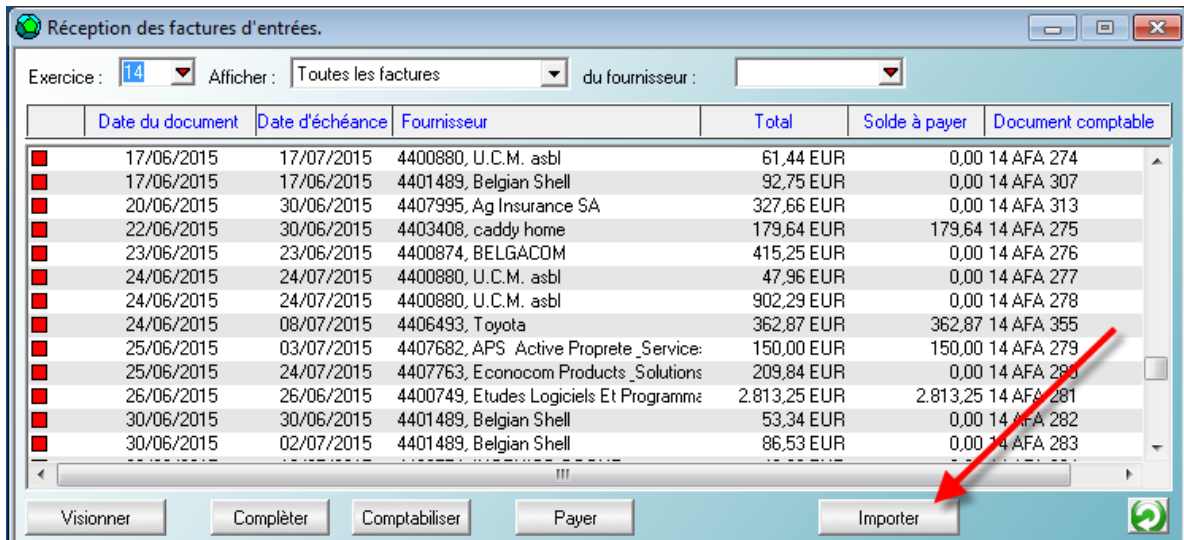 Réception des factures d'entrées.
Exercice : 14 Afficher : Toutes les factures du fournisseur :
Date du document Date d'échéance Fournisseur Total Solde à payer Document comptable
17/06/2015 17/07/2015 4400880, U.C.M. asbl 61,44 EUR 0,00 14 AFA 274
17/06/2015 17/06/2015 4401489, Belgian Shell 92,75 EUR 0,00 14 AFA 307
20/06/2015 30/06/2015 4407995, Ag Insurance SA 327,66 EUR 0,00 14 AFA 313
22/06/2015 30/06/2015 4403408, caddy home 179,64 EUR 179,64 14 AFA 275
23/06/2015 23/06/2015 4400874, BELGACOM 415,25 EUR 0,00 14 AFA 276
24/06/2015 24/07/2015 4400880, U.C.M. asbl 47,96 EUR 0,00 14 AFA 277
24/06/2015 24/07/2015 4400880, U.C.M. asbl 902,29 EUR 0,00 14 AFA 278
24/06/2015 08/07/2015 4406493, Toyota 362,87 EUR 362,87 14 AFA 355
25/06/2015 03/07/2015 4407682, APS Active Proprete _Service: 150,00 EUR 150,00 14 AFA 279
25/06/2015 24/07/2015 4407763, Econocom Products _Solutions 209,84 EUR 0,00 14 AFA
26/06/2015 26/06/2015 4400749, Etudes Logiciels Et Programma 2.813,25 EUR 2.813,25 14 AFA 281
30/06/2015 30/06/2015 4401489, Belgian Shell 53,34 EUR 0,00 14 AFA 282
30/06/2015 02/07/2015 4401489, Belgian Shell 86,53 EUR 0,00 14 AFA 283
Visionner Complèter Comptabiliser Payer Importer